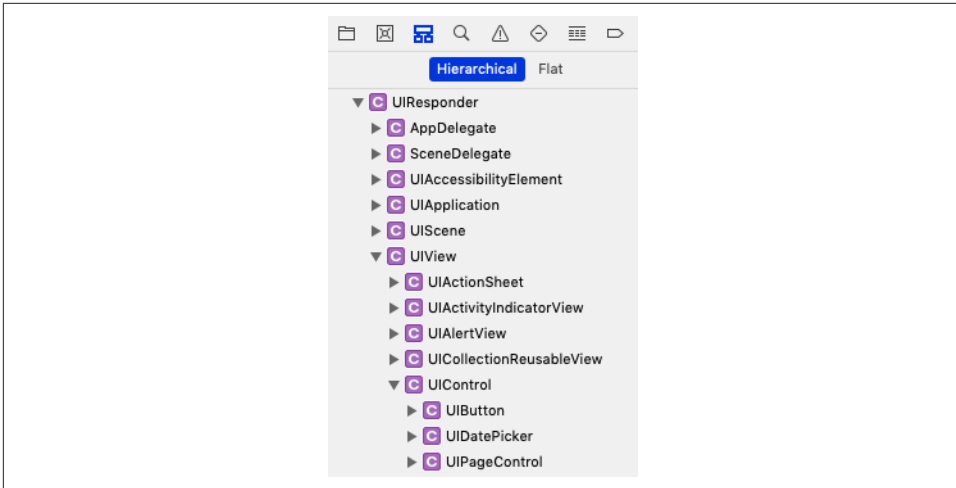 Hierarchical Flat
C UIResponder
C AppDelegate
C SceneDelegate
C UIAccessibilityElement
C UIApplication
C UIScene
C UIView
C UIActionSheet
C UIActivityIndicatorView
C UIAlertView
C UICollectionReusableView
C UIControl
C UIButton
C UIDatePicker
C UIPageControl